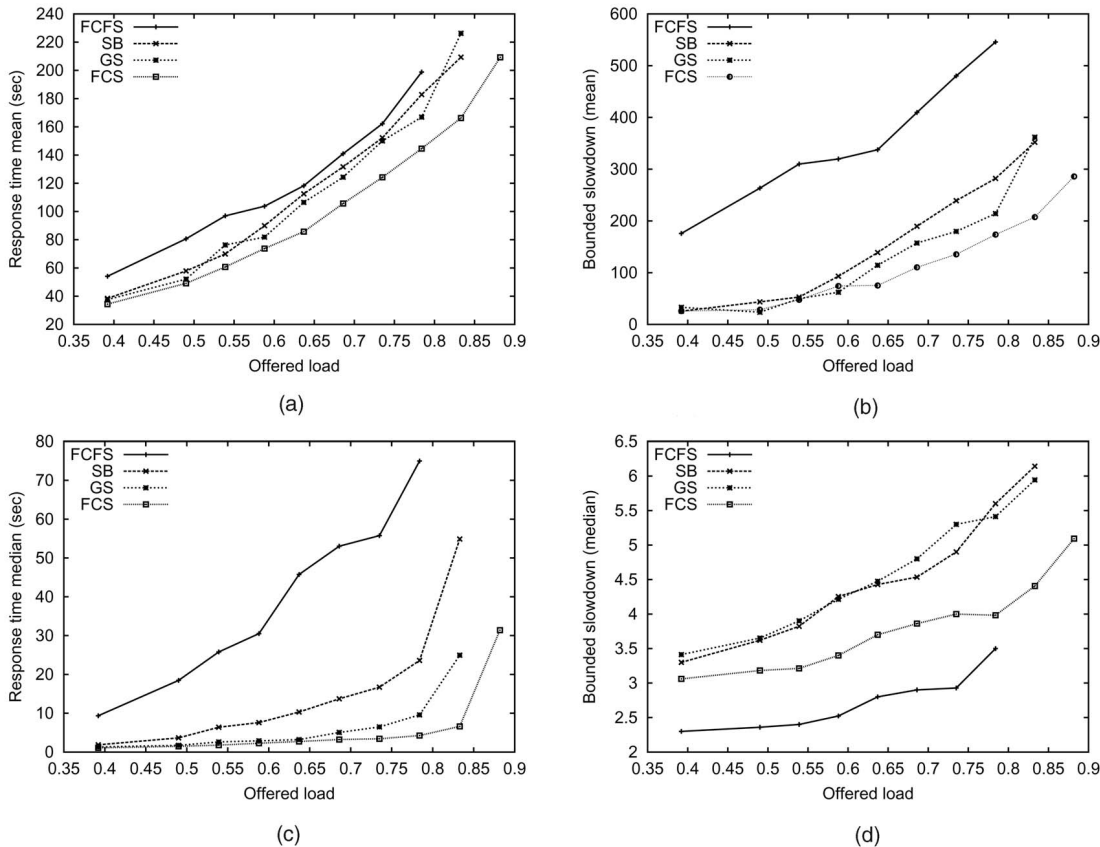 Response time mean (sec)
240
220
200
180
160
140
120
100
80
60
40
20
FCFS
SB
GS
FCS
0.35 0.4 0.45 0.5 0.55 0.6 0.65 0.7 0.75 0.8 0.85 0.9
Offered load
(a)
Bounded slowdown (mean)
600
500
400
300
200
100
0
FCFS
SB
GS
FCS
0.35 0.4 0.45 0.5 0.55 0.6 0.65 0.7 0.75 0.8 0.85 0.9
Offered load
(b)
Response time median (sec)
80
70
60
50
40
30
20
10
0
FCFS
SB
GS
FCS
0.35 0.4 0.45 0.5 0.55 0.6 0.65 0.7 0.75 0.8 0.85 0.9
Offered load
(c)
Bounded slowdown (median)
6.5
6
5.5
5
4.5
4
3.5
3
2.5
2
FCFS
SB
GS
FCS
0.35 0.4 0.45 0.5 0.55 0.6 0.65 0.7 0.75 0.8 0.85 0.9
Offered load
(d)